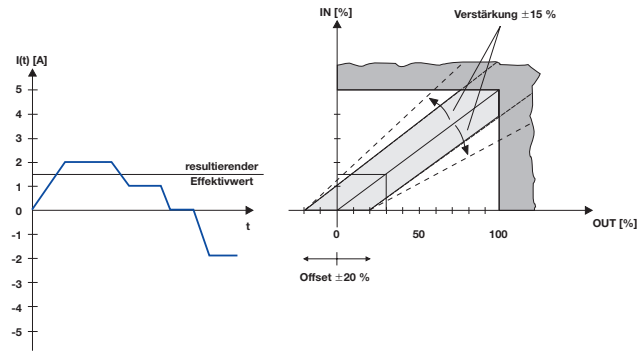 I(t) [A]
5
4
3
2
1
0
-1
-2
-3
-4
-5
resultierender
Effektivwert
t
IN [%]
Verstärkung ±15 %
0
50
100
OUT [%]
Offset ±20 %